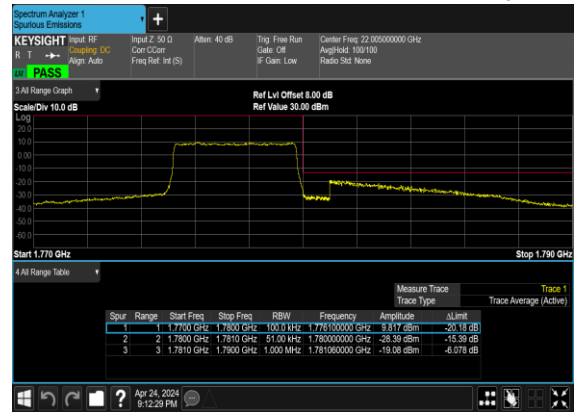 Spectrum Analyzer 1
Spurious Emissions
KEYSIGHT Input: RF Input Z: 50 Ω Atten: 40 dB Trig: Free Run Center Freq: 22.005000000 GHz
R T Coupling: DC Corr CCorr Gate: Off Avg|Hold: 100/100
Align: Auto Freq Ref: Int (S) IF Gain: Low Radio Std: None
PASS
3 All Range Graph
Ref Lvl Offset 8.00 dB
Scale/Div 10.0 dB Ref Value 30.00 dBm
Log
20.0
10.0
0.00
-10.0
-20.0
-30.0
-40.0
-50.0
-60.0
Start 1.770 GHz Stop 1.790 GHz
4 All Range Table
Measure Trace Trace 1
Trace Type Trace Average (Active)
Spur Range Start Freq Stop Freq RBW Frequency Amplitude ΔLimit
1 1 1.7700 GHz 1.7800 GHz 100.0 kHz 1.776100000 GHz 9.817 dBm -20.18 dB
2 2 1.7800 GHz 1.7810 GHz 51.00 kHz 1.780000000 GHz -28.39 dBm -15.39 dB
3 3 1.7810 GHz 1.7900 GHz 1.000 MHz 1.781060000 GHz -19.08 dBm -6.078 dB
Apr 24, 2024
9:12:29 PM